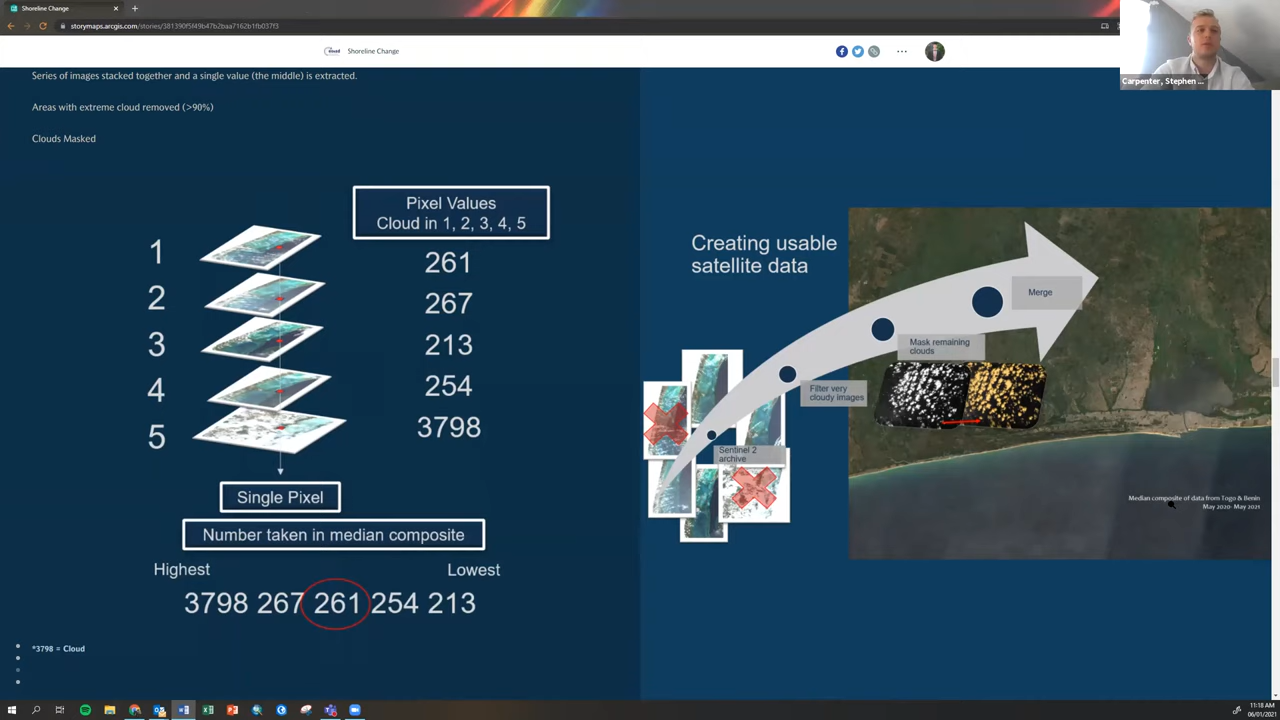 Shoreline Change
storymaps.arcgis.com/stories/381390f5f49b47b2baa7162b1fb037f3
Shoreline Change
Carpenter, Stephen ...
Series of images stacked together and a single value (the middle) is extracted.
Areas with extreme cloud removed (>90%)
Clouds Masked
Pixel Values
Cloud in 1, 2, 3, 4, 5
1
261
2
267
3
213
4
254
5
3798
Single Pixel
Number taken in median composite
Highest
Lowest
3798 267 261 254 213
*3798 = Cloud
Creating usable
satellite data
Merge
Mask remaining
clouds
Filter very
cloudy images
Sentinel 2
archive
Median composite of data from Togo & Benin
May 2020- May 2021
11:18 AM
06/01/2021